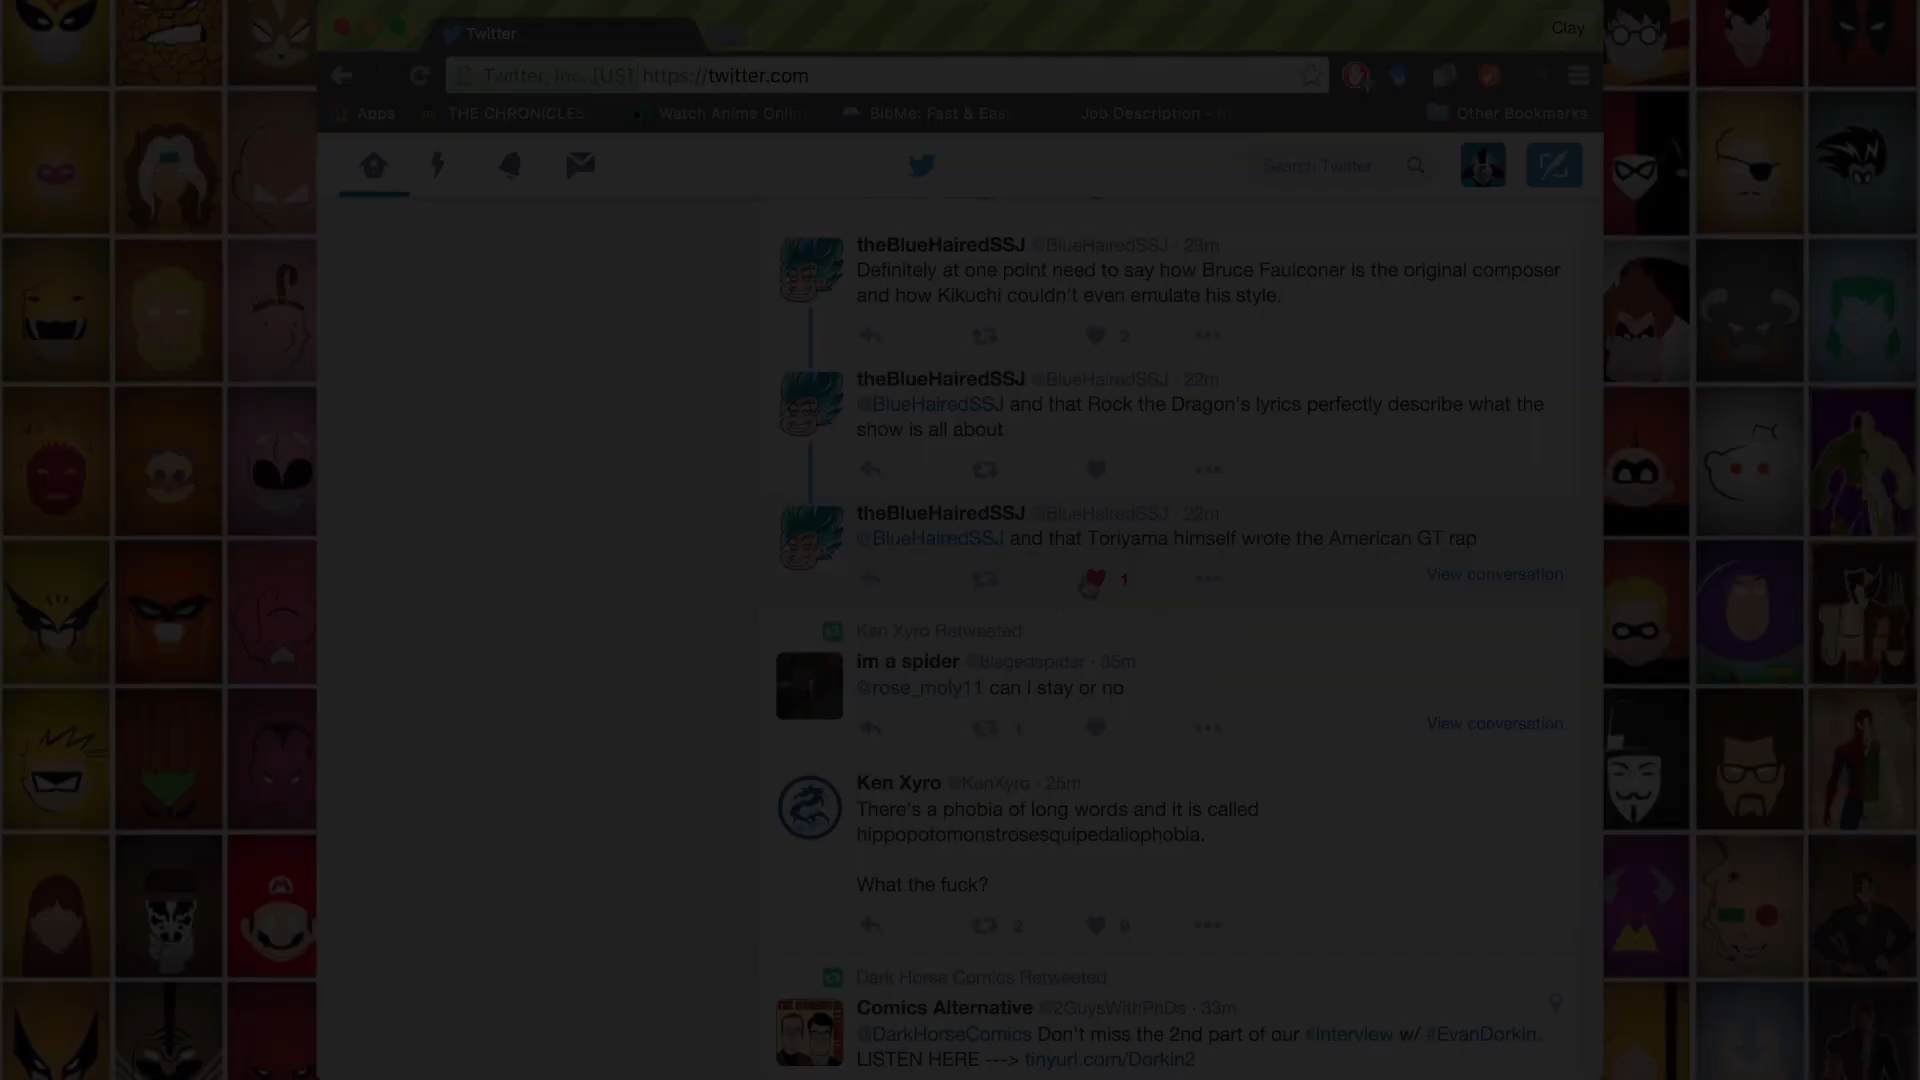 Twitter
Clay
Twitter, Inc. [US] https://twitter.com
Apps
THE CHRONICLES
Watch Anime Onlin
BibMe: Fast & Easy
Job Description -
Other Bookmarks
Search Twitter
theBlueHairedSSJ @BlueHairedSSJ · 23m
Definitely at one point need to say how Bruce Faulconer is the original composer
and how Kikuchi couldn't even emulate his style.
2
theBlueHairedSSJ @BlueHairedSSJ · 22m
@BlueHairedSSJ and that Rock the Dragon's lyrics perfectly describe what the
show is all about
theBlueHairedSSJ @BlueHairedSSJ · 22m
@BlueHairedSSJ and that Toriyama himself wrote the American GT rap
1
View conversation
Ken Xyro Retweeted
im a spider @Blagedspider · 35m
@rose_moly11 can I stay or no
1
View conversation
Ken Xyro @KenXyro · 25m
There's a phobia of long words and it is called
hippopotomonstrosesquipedaliophobia.
What the fuck?
2 9
Dark Horse Comics Retweeted
Comics Alternative @2GuysWithPhDs · 33m
@DarkHorseComics Don't miss the 2nd part of our #Interview w/ #EvanDorkin.
LISTEN HERE ---> tinyurl.com/Dorkin2